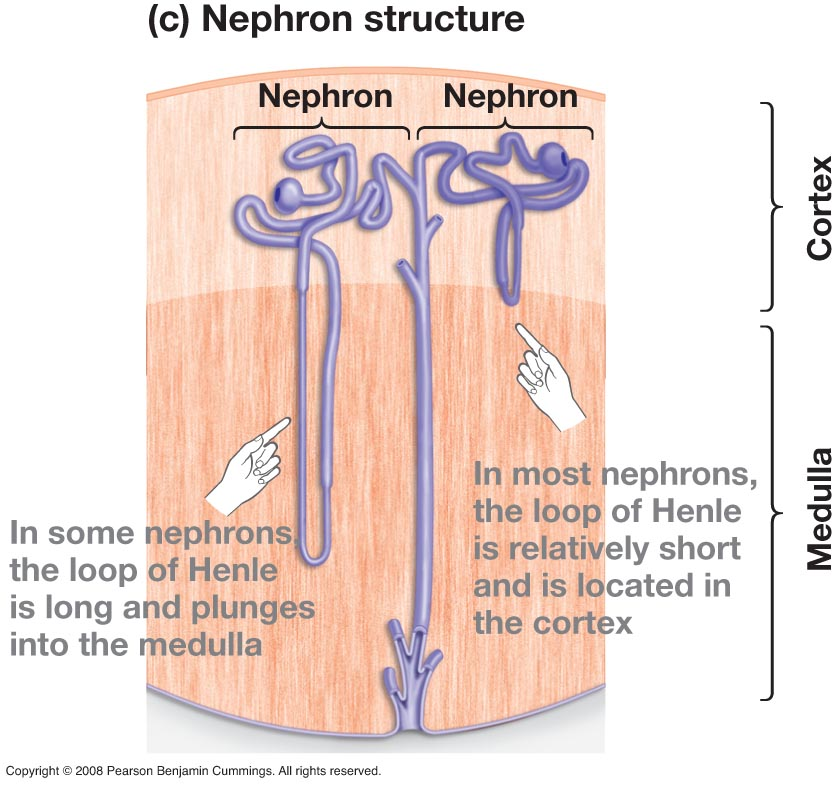 (c) Nephron structure
Nephron
Nephron
Cortex
Medulla
In some nephrons,
the loop of Henle
is long and plunges
into the medulla
In most nephrons,
the loop of Henle
is relatively short
and is located in
the cortex
Copyright © 2008 Pearson Benjamin Cummings. All rights reserved.